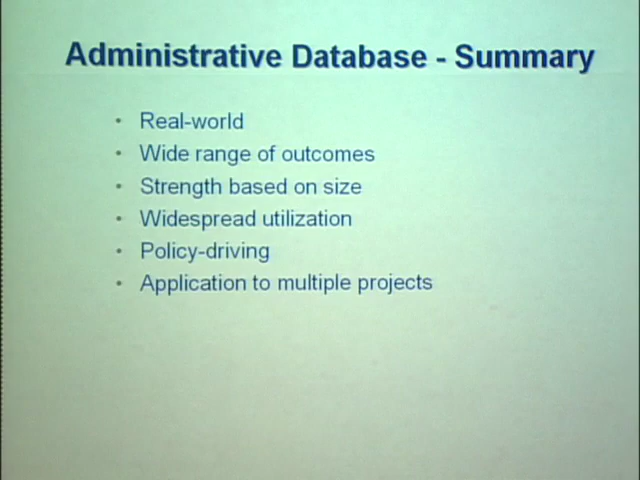 Administrative Database - Summary
• Real-world
• Wide range of outcomes
• Strength based on size
• Widespread utilization
• Policy-driving
• Application to multiple projects